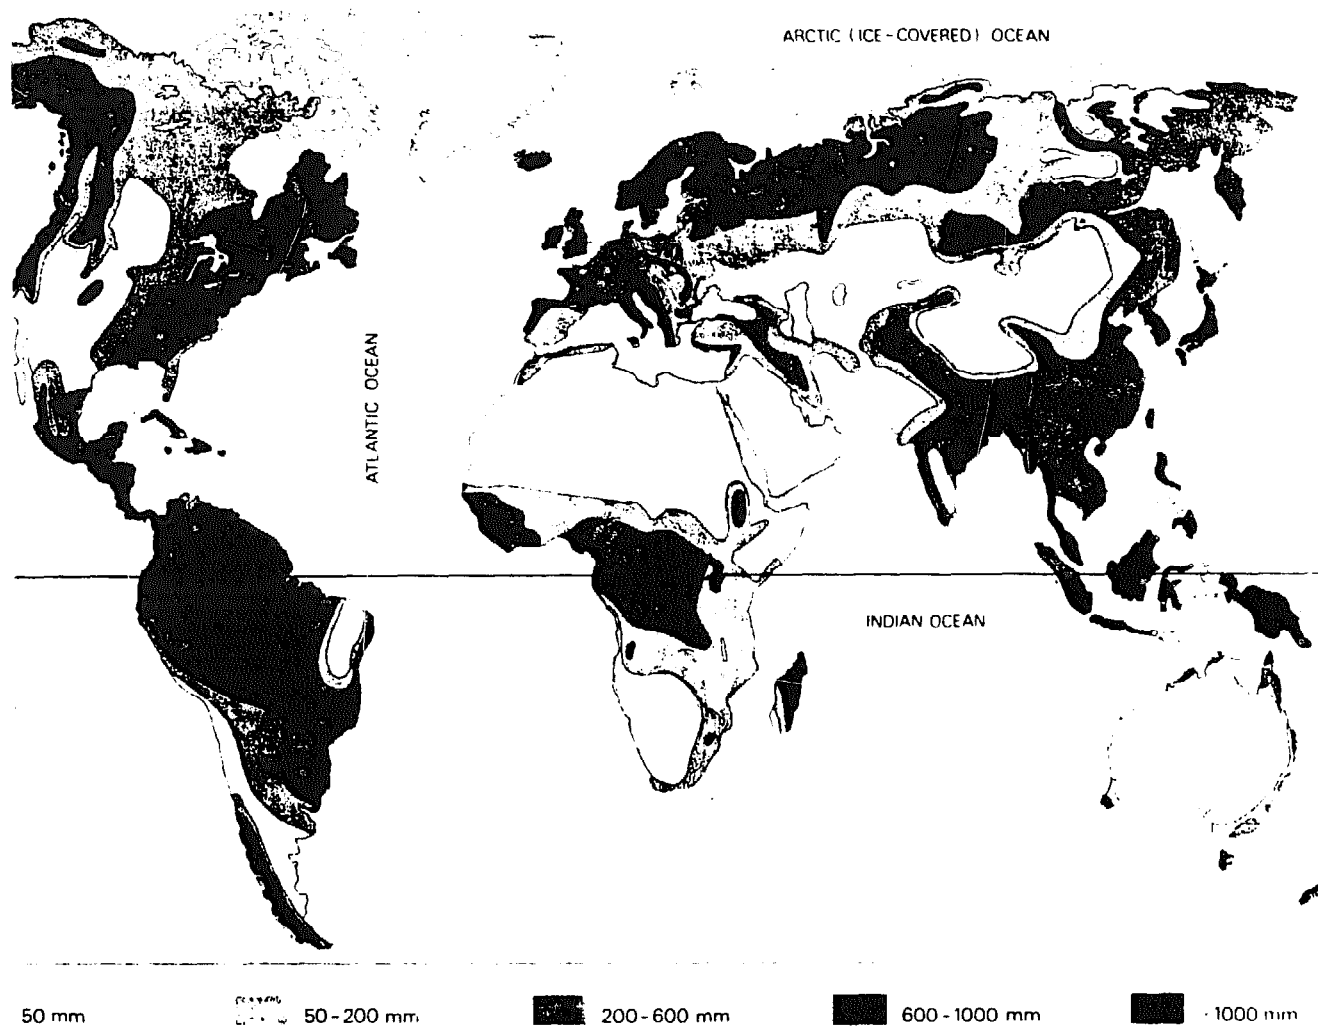 ARCTIC (ICE-COVERED) OCEAN
ATLANTIC OCEAN
INDIAN OCEAN
50 mm
50-200 mm
200-600 mm
600-1000 mm
1000 mm